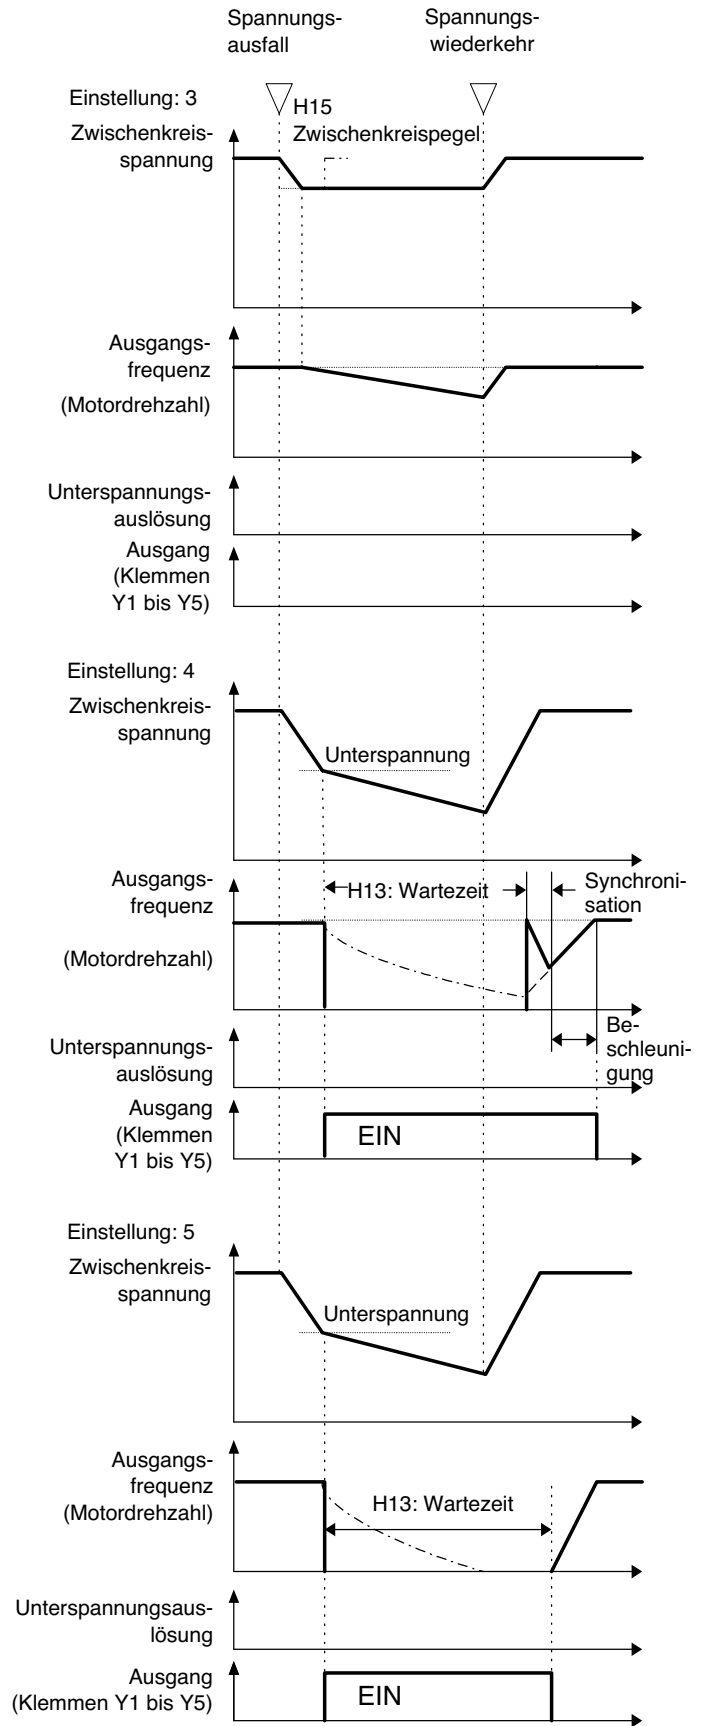 Spannungs-
ausfall
Spannungs-
wiederkehr
Einstellung: 3
H15
Zwischenkreispegel
Zwischenkreis-
spannung
Ausgangs-
frequenz
(Motordrehzahl)
Unterspannungs-
auslösung
Ausgang
(Klemmen
Y1 bis Y5)
Einstellung: 4
Zwischenkreis-
spannung
Unterspannung
Ausgangs-
frequenz
(Motordrehzahl)
H13: Wartezeit
Synchroni-
sation
Be-
schleuni-
gung
Unterspannungs-
auslösung
Ausgang
(Klemmen
Y1 bis Y5)
EIN
Einstellung: 5
Zwischenkreis-
spannung
Unterspannung
Ausgangs-
frequenz
(Motordrehzahl)
H13: Wartezeit
Unterspannungsaus-
lösung
Ausgang
(Klemmen Y1 bis Y5)
EIN